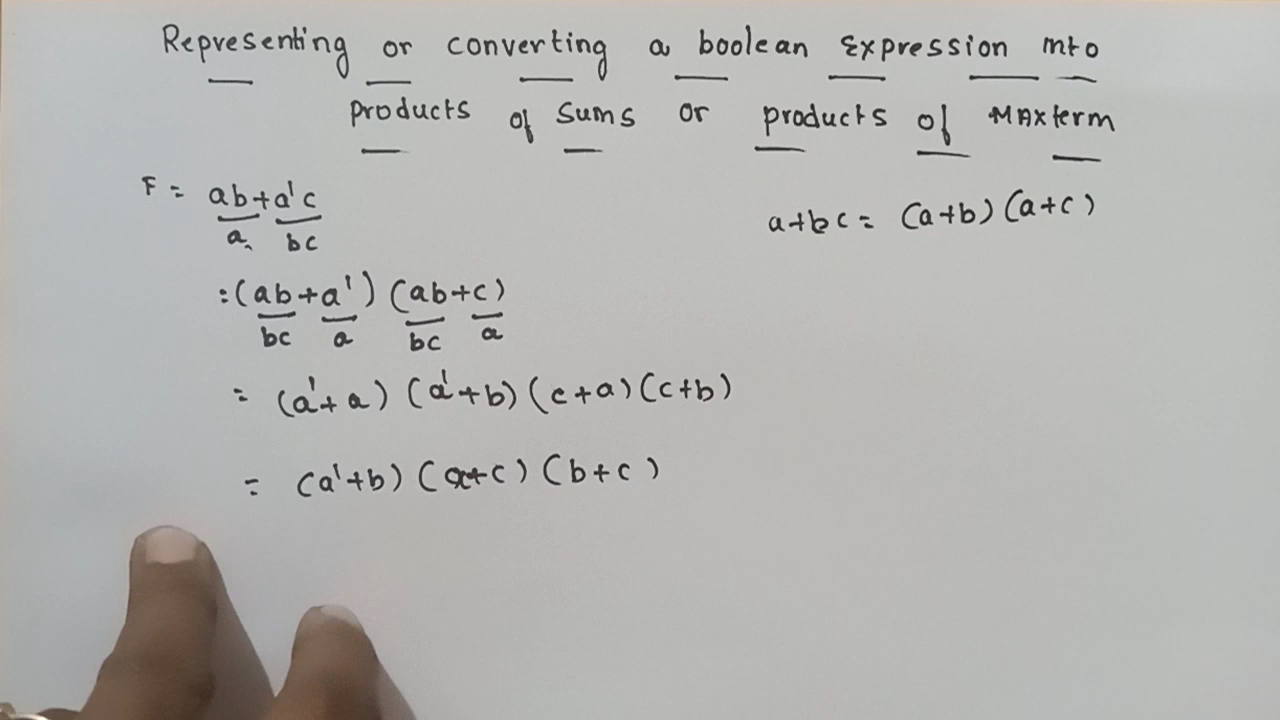 Representing or converting a boolean Expression into
products of Sums or products of MAXterm
F = ab+a'c
a bc
a+bc = (a+b)(a+c)
=(ab+a')(ab+c)
bc a bc a
= (a'+a)(a'+b)(c+a)(c+b)
= (a'+b)(a+c)(b+c)